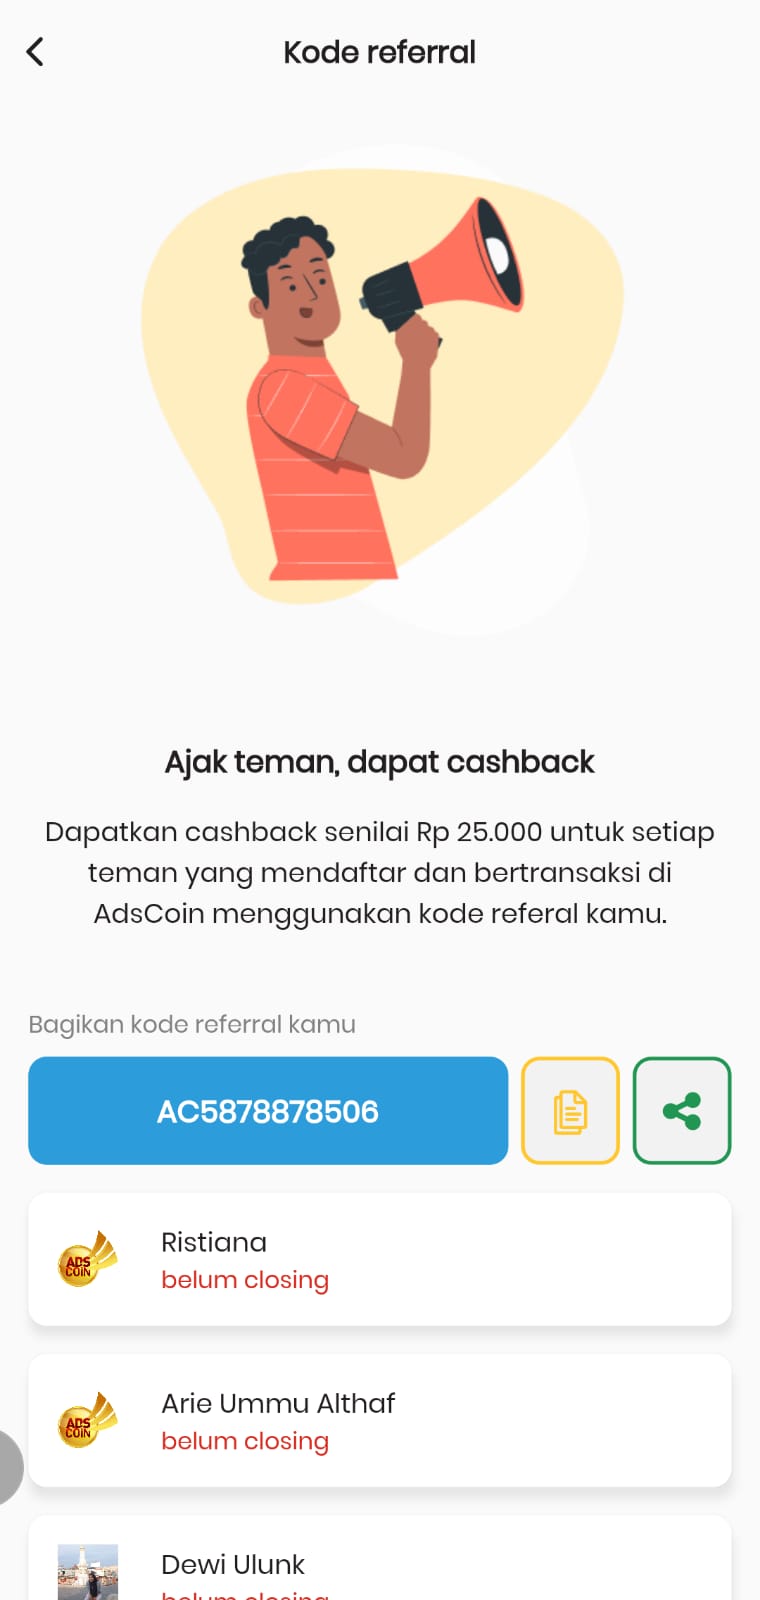 Kode referral
Ajak teman, dapat cashback
Dapatkan cashback senilai Rp 25.000 untuk setiap
teman yang mendaftar dan bertransaksi di
AdsCoin menggunakan kode referal kamu.
Bagikan kode referral kamu
AC5878878506
ADS
COIN
Ristiana
belum closing
ADS
COIN
Arie Ummu Althaf
belum closing
Dewi Ulunk
belum closing